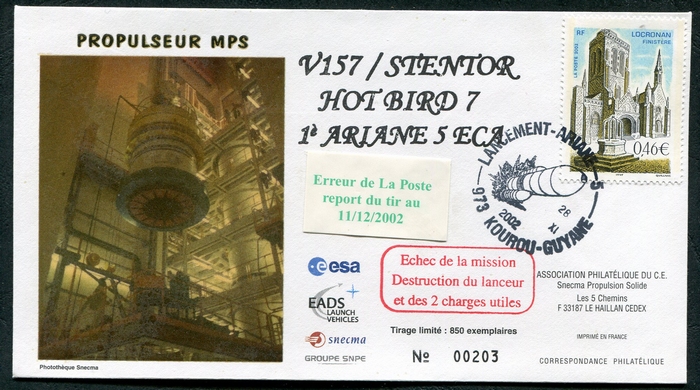 PROPULSEUR MPS
V157 / STENTOR
HOT BIRD 7
1è ARIANE 5 ECA
Erreur de La Poste
report du tir au
11/12/2002
RF
LOCRONAN
FINISTÈRE
LA POSTE 2002
0,46€
LANCEMENT-ARIANE-5
2002
28
XI
973 KOUROU-GUYANE
esa
EADS
LAUNCH
VEHICLES
snecma
GROUPE SNPE
Echec de la mission
Destruction du lanceur
et des 2 charges utiles
Tirage limité : 850 exemplaires
No 00203
ASSOCIATION PHILATÉLIQUE DU C.E.
Snecma Propulsion Solide
Les 5 Chemins
F 33187 LE HAILLAN CEDEX
IMPRIMÉ EN FRANCE
CORRESPONDANCE PHILATÉLIQUE
Photothèque Snecma